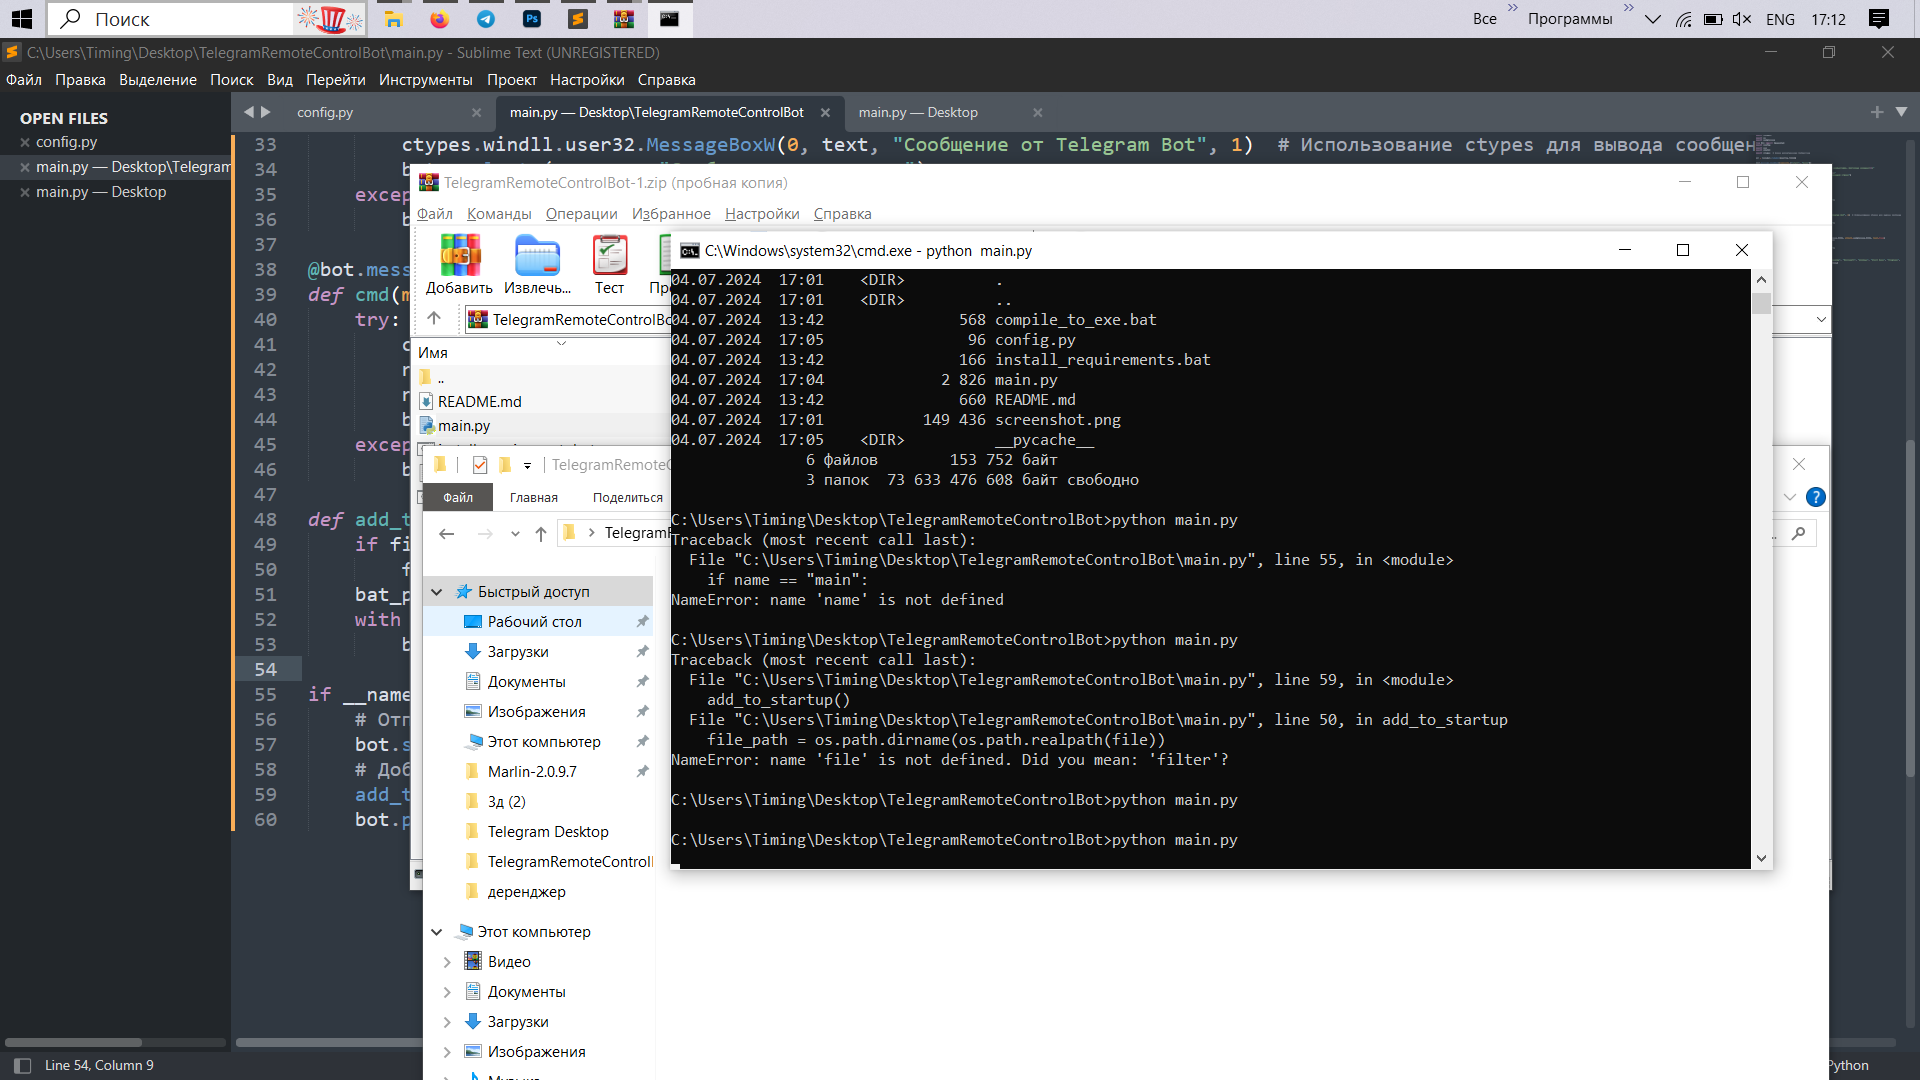 Поиск
Все
Программы
ENG
17:12
C:\Users\Timing\Desktop\TelegramRemoteControlBot\main.py - Sublime Text (UNREGISTERED)
Файл Правка Выделение Поиск Вид Перейти Инструменты Проект Настройки Справка
OPEN FILES
config.py
main.py — Desktop\Telegram
main.py — Desktop
config.py
main.py — Desktop\TelegramRemoteControlBot
main.py — Desktop
33 ctypes.windll.user32.MessageBoxW(0, text, "Сообщение от Telegram Bot", 1) # Использование ctypes для вывода сообщен
34 b
35 excep
36 b
37
38 @bot.mess
39 def cmd(m
40 try:
41 c
42 r
43 r
44 b
45 excep
46 b
47
48 def add_t
49 if fi
50 f
51 bat_p
52 with
53 b
54
55 if __name
56 # Отп
57 bot.s
58 # Доб
59 add_t
60 bot.p
Line 54, Column 9
Python
TelegramRemoteControlBot-1.zip (пробная копия)
Файл Команды Операции Избранное Настройки Справка
Добавить Извлечь... Тест Пр
TelegramRemoteControlBo
Имя
..
README.md
main.py
TelegramRemoteC
Файл Главная Поделиться
TelegramR
Быстрый доступ
Рабочий стол
Загрузки
Документы
Изображения
Этот компьютер
Marlin-2.0.9.7
3д (2)
Telegram Desktop
TelegramRemoteControl
деренджер
Этот компьютер
Видео
Документы
Загрузки
Изображения
C:\Windows\system32\cmd.exe - python main.py
04.07.2024 17:01 <DIR> .
04.07.2024 17:01 <DIR> ..
04.07.2024 13:42 568 compile_to_exe.bat
04.07.2024 17:05 96 config.py
04.07.2024 13:42 166 install_requirements.bat
04.07.2024 17:04 2 826 main.py
04.07.2024 13:42 660 README.md
04.07.2024 17:01 149 436 screenshot.png
04.07.2024 17:05 <DIR> __pycache__
6 файлов 153 752 байт
3 папок 73 633 476 608 байт свободно
C:\Users\Timing\Desktop\TelegramRemoteControlBot>python main.py
Traceback (most recent call last):
File "C:\Users\Timing\Desktop\TelegramRemoteControlBot\main.py", line 55, in <module>
if name == "main":
NameError: name 'name' is not defined
C:\Users\Timing\Desktop\TelegramRemoteControlBot>python main.py
Traceback (most recent call last):
File "C:\Users\Timing\Desktop\TelegramRemoteControlBot\main.py", line 59, in <module>
add_to_startup()
File "C:\Users\Timing\Desktop\TelegramRemoteControlBot\main.py", line 50, in add_to_startup
file_path = os.path.dirname(os.path.realpath(file))
NameError: name 'file' is not defined. Did you mean: 'filter'?
C:\Users\Timing\Desktop\TelegramRemoteControlBot>python main.py
C:\Users\Timing\Desktop\TelegramRemoteControlBot>python main.py